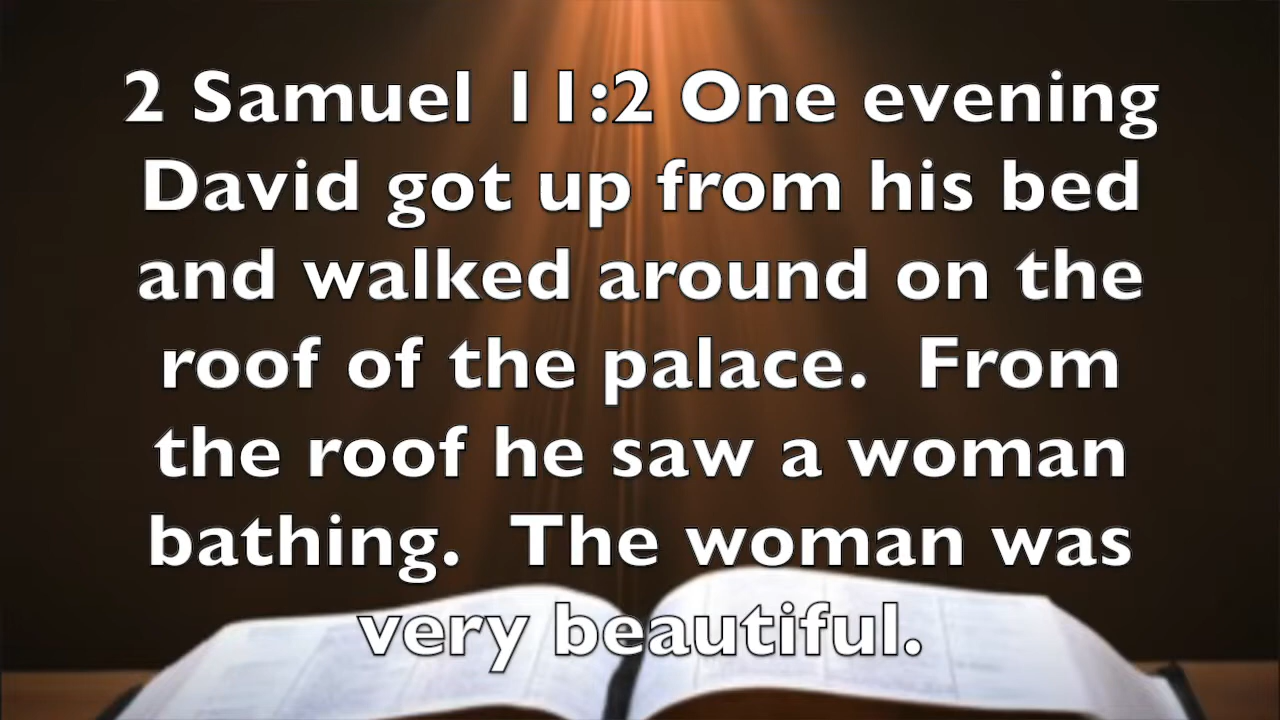 2 Samuel 11:2 One evening
David got up from his bed
and walked around on the
roof of the palace.  From
the roof he saw a woman
bathing.  The woman was
very beautiful.